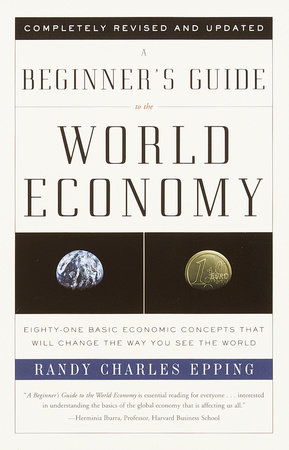 COMPLETELY REVISED AND UPDATED
A
BEGINNER'S GUIDE
to the
WORLD
ECONOMY
1 EURO
EIGHTY-ONE BASIC ECONOMIC CONCEPTS THAT
WILL CHANGE THE WAY YOU SEE THE WORLD
RANDY CHARLES EPPING
"A Beginner's Guide to the World Economy is essential reading for everyone . . . interested
in understanding the basics of the global economy that is affecting us all."
—Herminia Ibarra, Professor, Harvard Business School